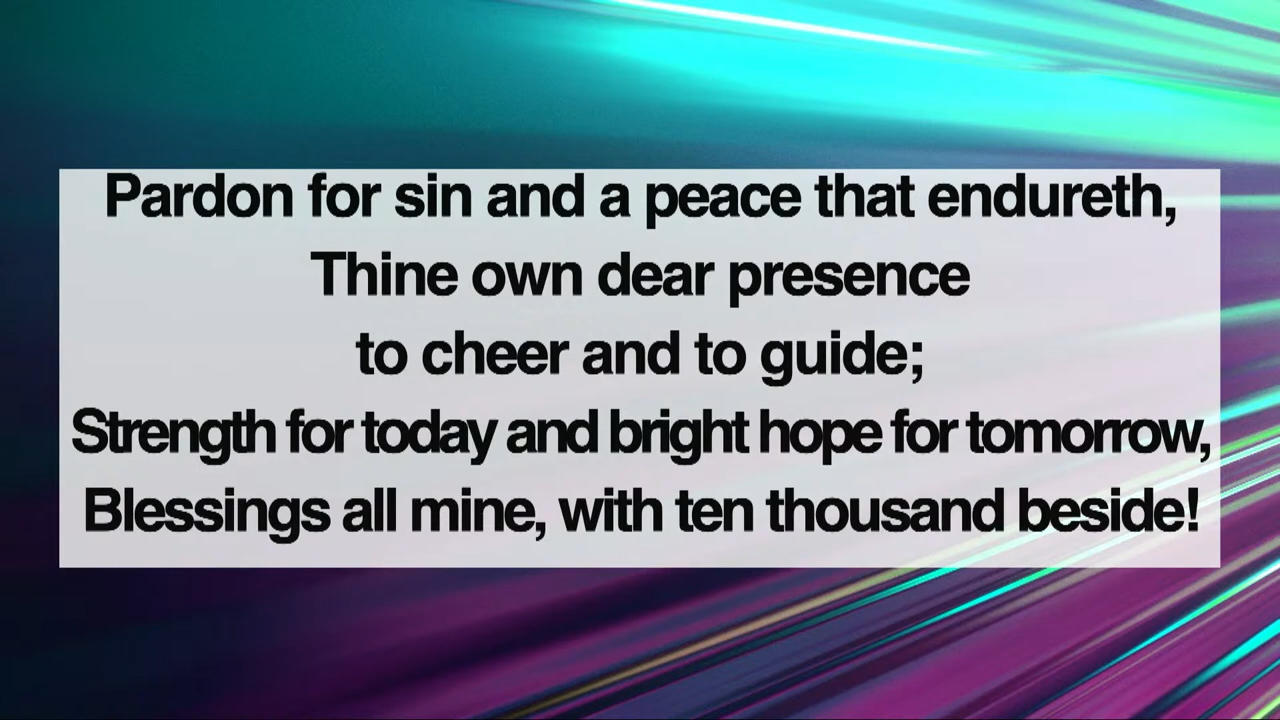 Pardon for sin and a peace that endureth,
Thine own dear presence
to cheer and to guide;
Strength for today and bright hope for tomorrow,
Blessings all mine, with ten thousand beside!